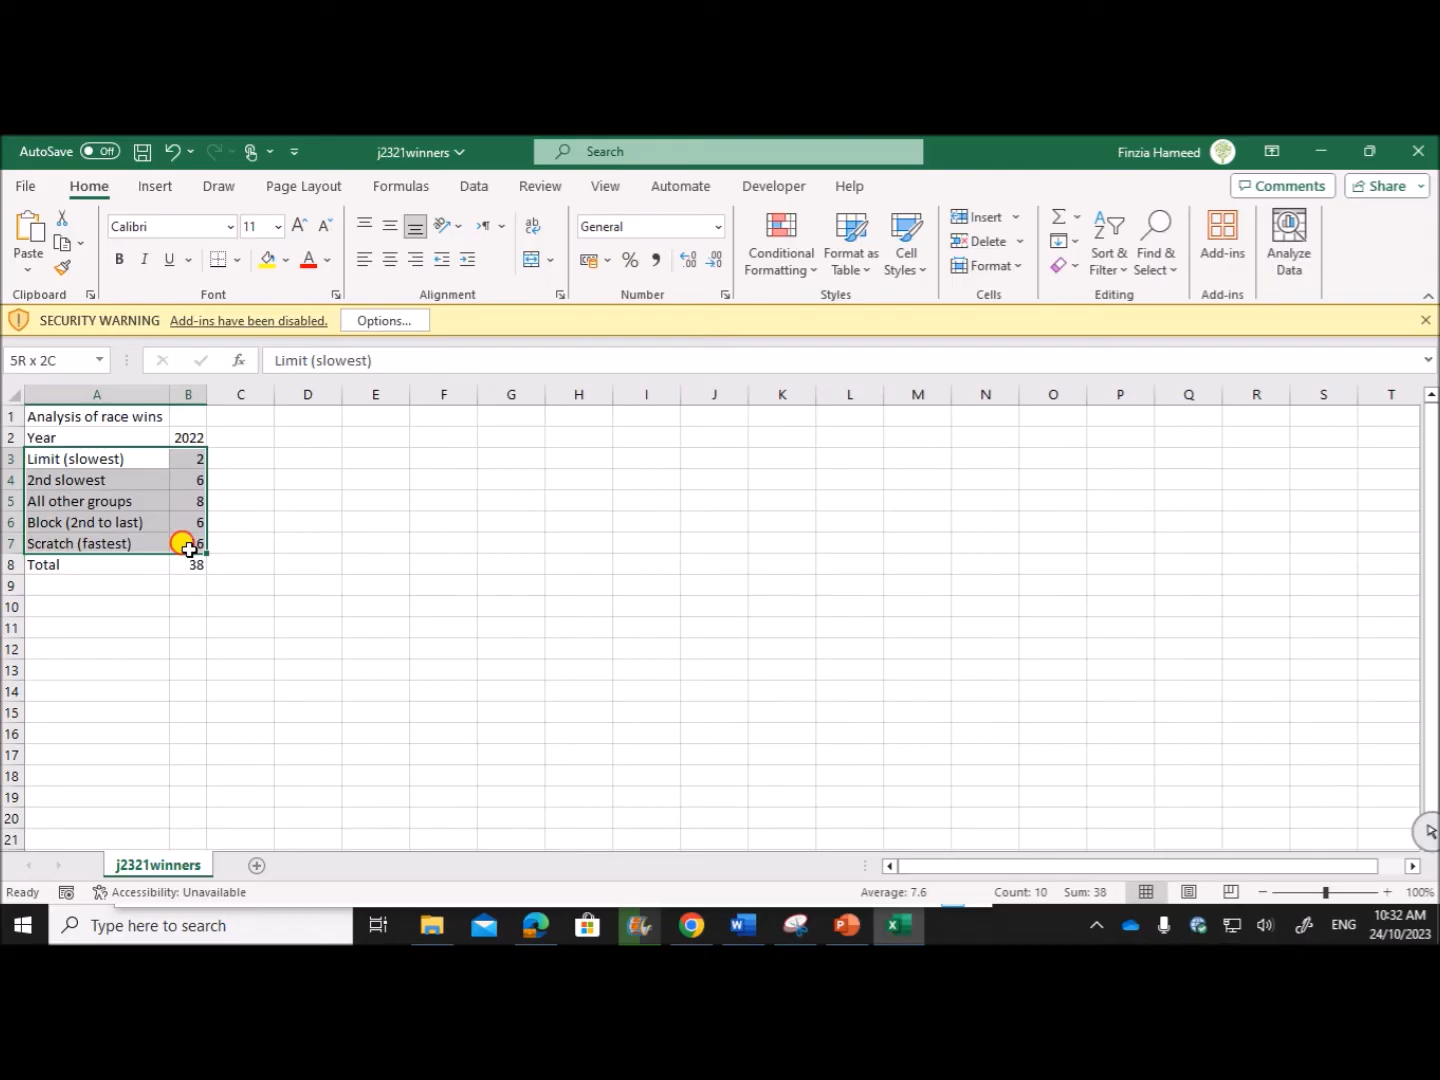 AutoSave Off j2321winners Search Finzia Hameed
File Home Insert Draw Page Layout Formulas Data Review View Automate Developer Help Comments Share
Calibri 11 General Insert Σ
Paste Conditional Format as Cell Delete Sort & Find & Add-ins Analyze
B I U % Formatting Table Styles Format Filter Select Data
Clipboard Font Alignment Number Styles Cells Editing Add-ins
SECURITY WARNING Add-ins have been disabled. Options...
5R x 2C fx Limit (slowest)
A B C D E F G H I J K L M N O P Q R S T
1 Analysis of race wins
2 Year 2022
3 Limit (slowest) 2
4 2nd slowest 6
5 All other groups 8
6 Block (2nd to last) 6
7 Scratch (fastest) 6
8 Total 38
9
10
11
12
13
14
15
16
17
18
19
20
21
j2321winners
Ready Accessibility: Unavailable Average: 7.6 Count: 10 Sum: 38 100%
Type here to search ENG 10:32 AM
24/10/2023